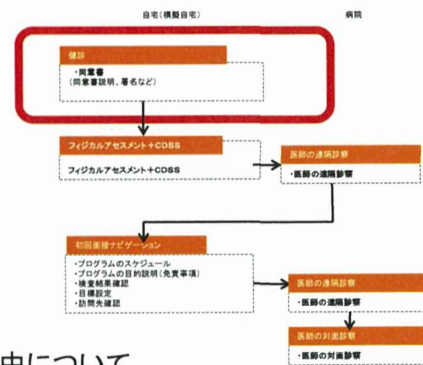 自宅(模擬自宅)
病院
健診
・同意書
(同意書説明、署名など)
フィジカルアセスメント+CDSS
フィジカルアセスメント+CDSS
医師の遠隔診察
・医師の遠隔診察
初回面接ナビゲーション
・プログラムのスケジュール
・プログラムの目的説明(免責事項)
・検査結果確認
・目標設定
・訪問先確認
医師の遠隔診察
・医師の遠隔診察
医師の対面診察
・医師の対面診察
について